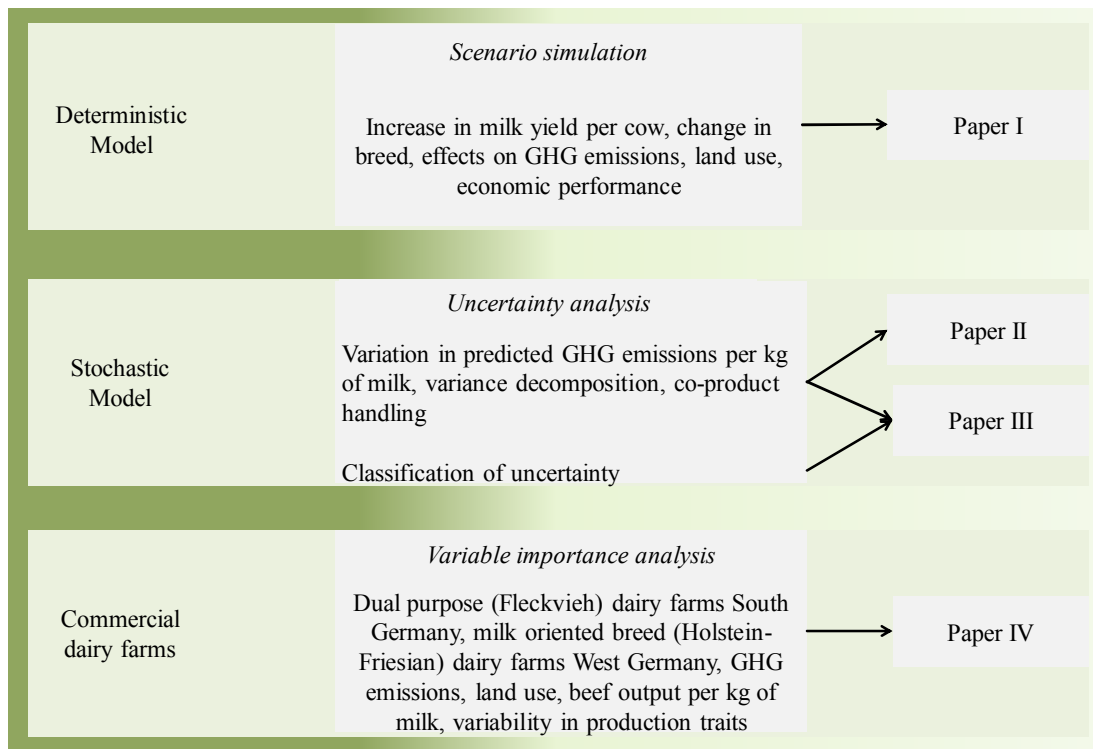 Scenario simulation
Deterministic
Model
Increase in milk yield per cow, change in
breed, effects on GHG emissions, land use,
economic performance
Paper I
Uncertainty analysis
Stochastic
Model
Variation in predicted GHG emissions per kg
of milk, variance decomposition, co-product
handling
Classification of uncertainty
Paper II
Paper III
Variable importance analysis
Commercial
dairy farms
Dual purpose (Fleckvieh) dairy farms South
Germany, milk oriented breed (Holstein-
Friesian) dairy farms West Germany, GHG
emissions, land use, beef output per kg of
milk, variability in production traits
Paper IV